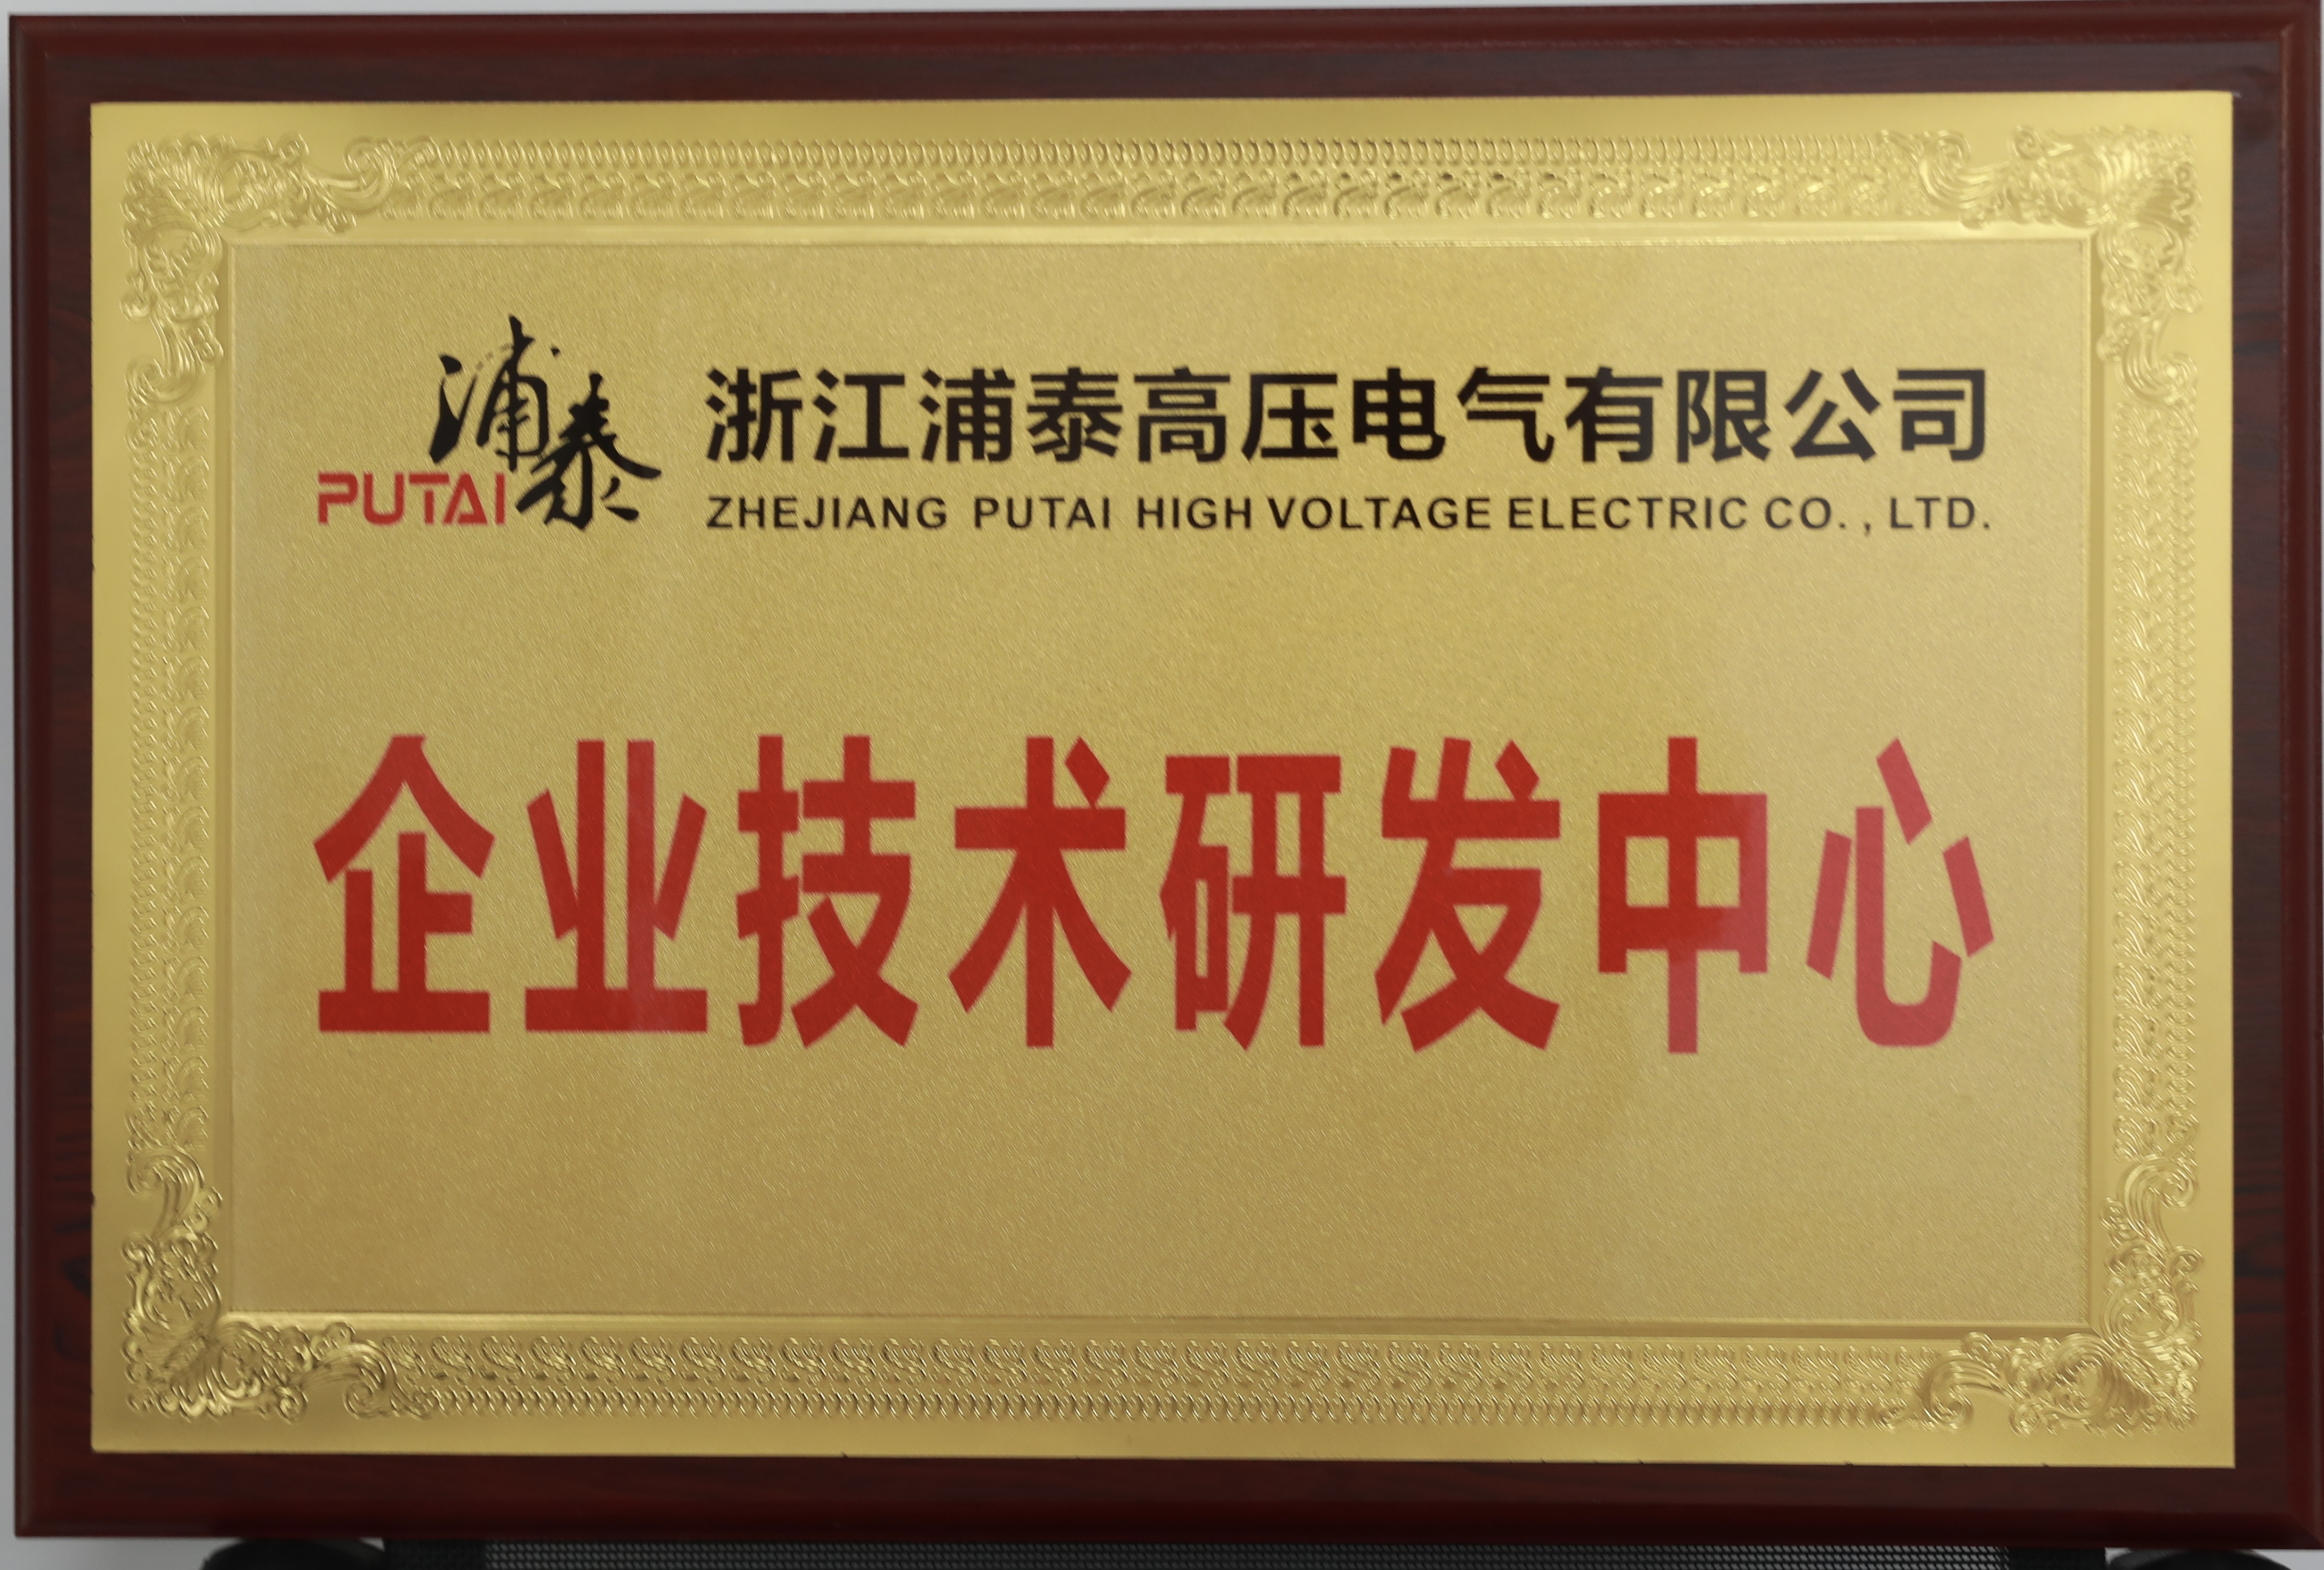 浦泰
PUTAI
浙江浦泰高压电气有限公司
ZHEJIANG PUTAI HIGH VOLTAGE ELECTRIC CO., LTD.
企业技术研发中心